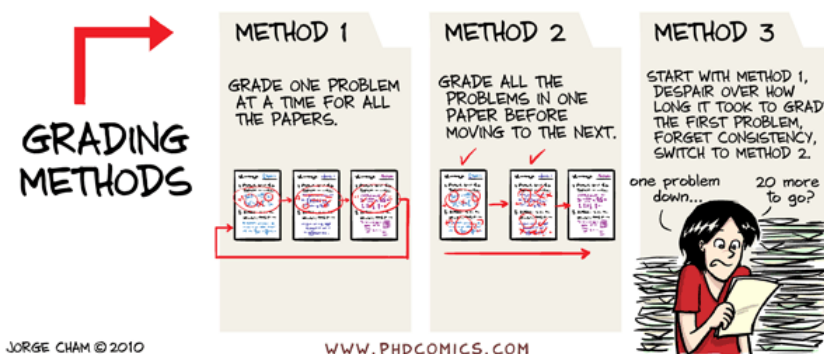 GRADING
METHODS
METHOD 1
GRADE ONE PROBLEM
AT A TIME FOR ALL
THE PAPERS.
METHOD 2
GRADE ALL THE
PROBLEMS IN ONE
PAPER BEFORE
MOVING TO THE NEXT.
METHOD 3
START WITH METHOD 1,
DESPAIR OVER HOW
LONG IT TOOK TO GRAD
THE FIRST PROBLEM,
FORGET CONSISTENCY,
SWITCH TO METHOD 2.
one problem
down...
20 more
to go?
JORGE CHAM © 2010
WWW.PHDCOMICS.COM